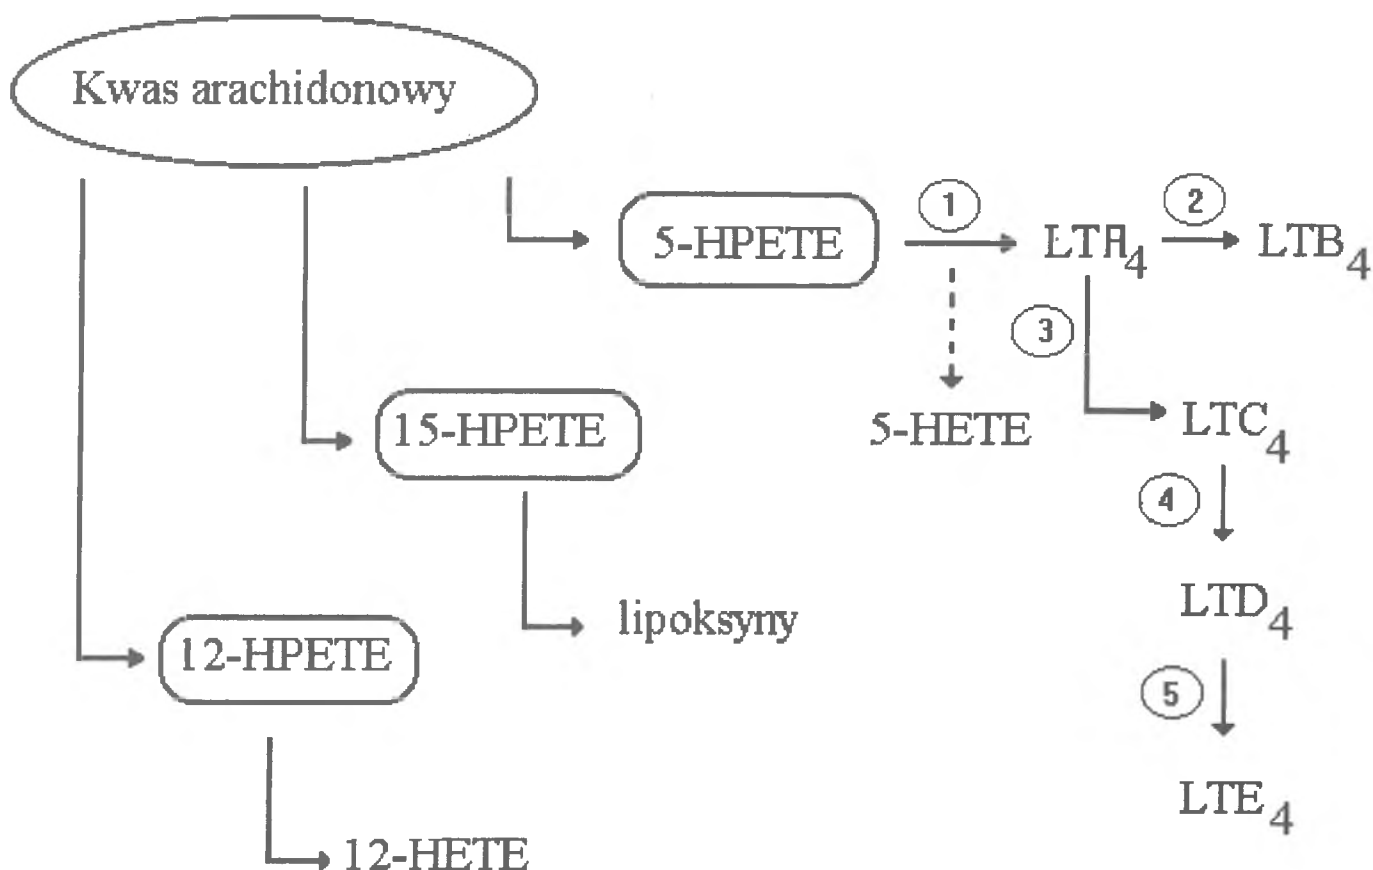 Kwas arachidonowy
5-HPETE
1
LTA4
2
LTB4
3
15-HPETE
5-HETE
LTC4
4
lipoksyny
LTD4
12-HPETE
5
LTE4
12-HETE